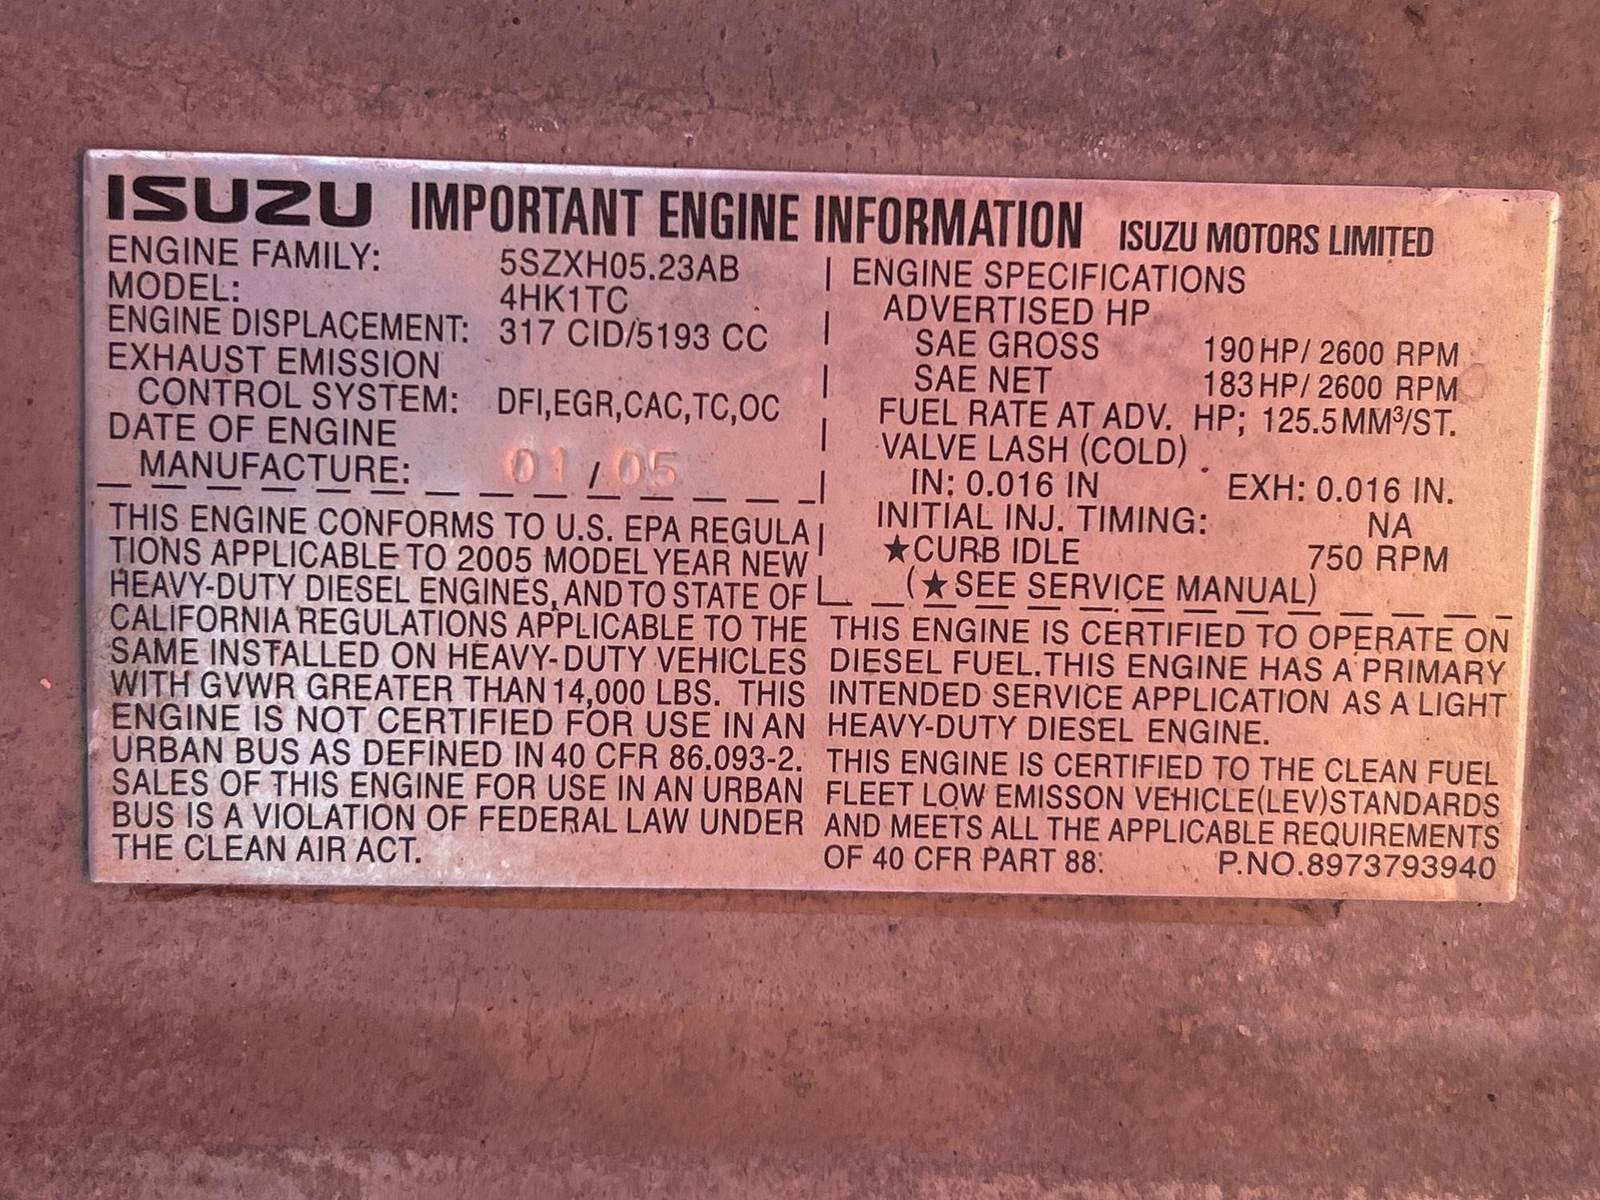 ISUZU IMPORTANT ENGINE INFORMATION ISUZU MOTORS LIMITED
ENGINE FAMILY: 5SZXH05.23AB
MODEL: 4HK1TC
ENGINE DISPLACEMENT: 317 CID/5193 CC
EXHAUST EMISSION
CONTROL SYSTEM: DFI,EGR,CAC,TC,OC
DATE OF ENGINE
MANUFACTURE: 01 / 05
THIS ENGINE CONFORMS TO U.S. EPA REGULA
TIONS APPLICABLE TO 2005 MODEL YEAR NEW
HEAVY-DUTY DIESEL ENGINES, AND TO STATE OF
CALIFORNIA REGULATIONS APPLICABLE TO THE
SAME INSTALLED ON HEAVY-DUTY VEHICLES
WITH GVWR GREATER THAN 14,000 LBS. THIS
ENGINE IS NOT CERTIFIED FOR USE IN AN
URBAN BUS AS DEFINED IN 40 CFR 86.093-2.
SALES OF THIS ENGINE FOR USE IN AN URBAN
BUS IS A VIOLATION OF FEDERAL LAW UNDER
THE CLEAN AIR ACT.
ENGINE SPECIFICATIONS
ADVERTISED HP
SAE GROSS 190 HP/ 2600 RPM
SAE NET 183 HP/ 2600 RPM
FUEL RATE AT ADV. HP; 125.5 MM³/ST.
VALVE LASH (COLD)
IN: 0.016 IN EXH: 0.016 IN.
INITIAL INJ. TIMING: NA
★CURB IDLE 750 RPM
(★SEE SERVICE MANUAL)
THIS ENGINE IS CERTIFIED TO OPERATE ON
DIESEL FUEL. THIS ENGINE HAS A PRIMARY
INTENDED SERVICE APPLICATION AS A LIGHT
HEAVY-DUTY DIESEL ENGINE.
THIS ENGINE IS CERTIFIED TO THE CLEAN FUEL
FLEET LOW EMISSON VEHICLE(LEV)STANDARDS
AND MEETS ALL THE APPLICABLE REQUIREMENTS
OF 40 CFR PART 88. P.NO.8973793940